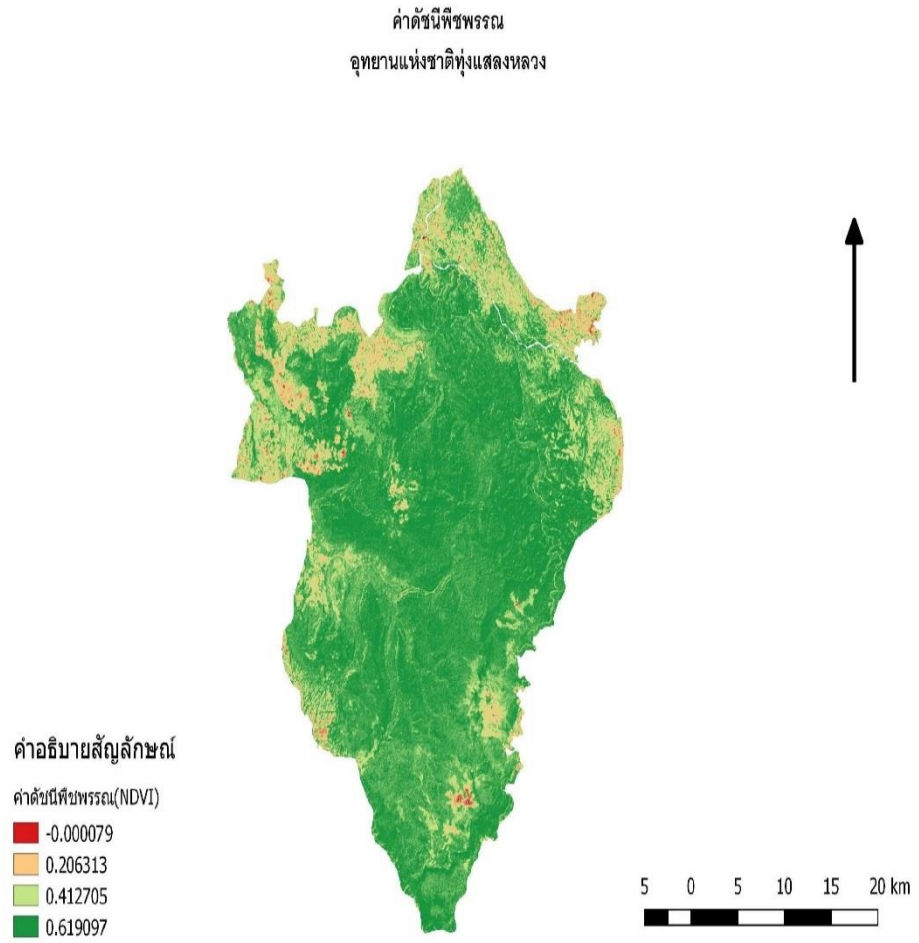 ค่าดัชนีพืชพรรณ
อุทยานแห่งชาติทุ่งแสลงหลวง
คำอธิบายสัญลักษณ์
ค่าดัชนีพืชพรรณ(NDVI)
-0.000079
0.206313
0.412705
0.619097
5 0 5 10 15 20 km